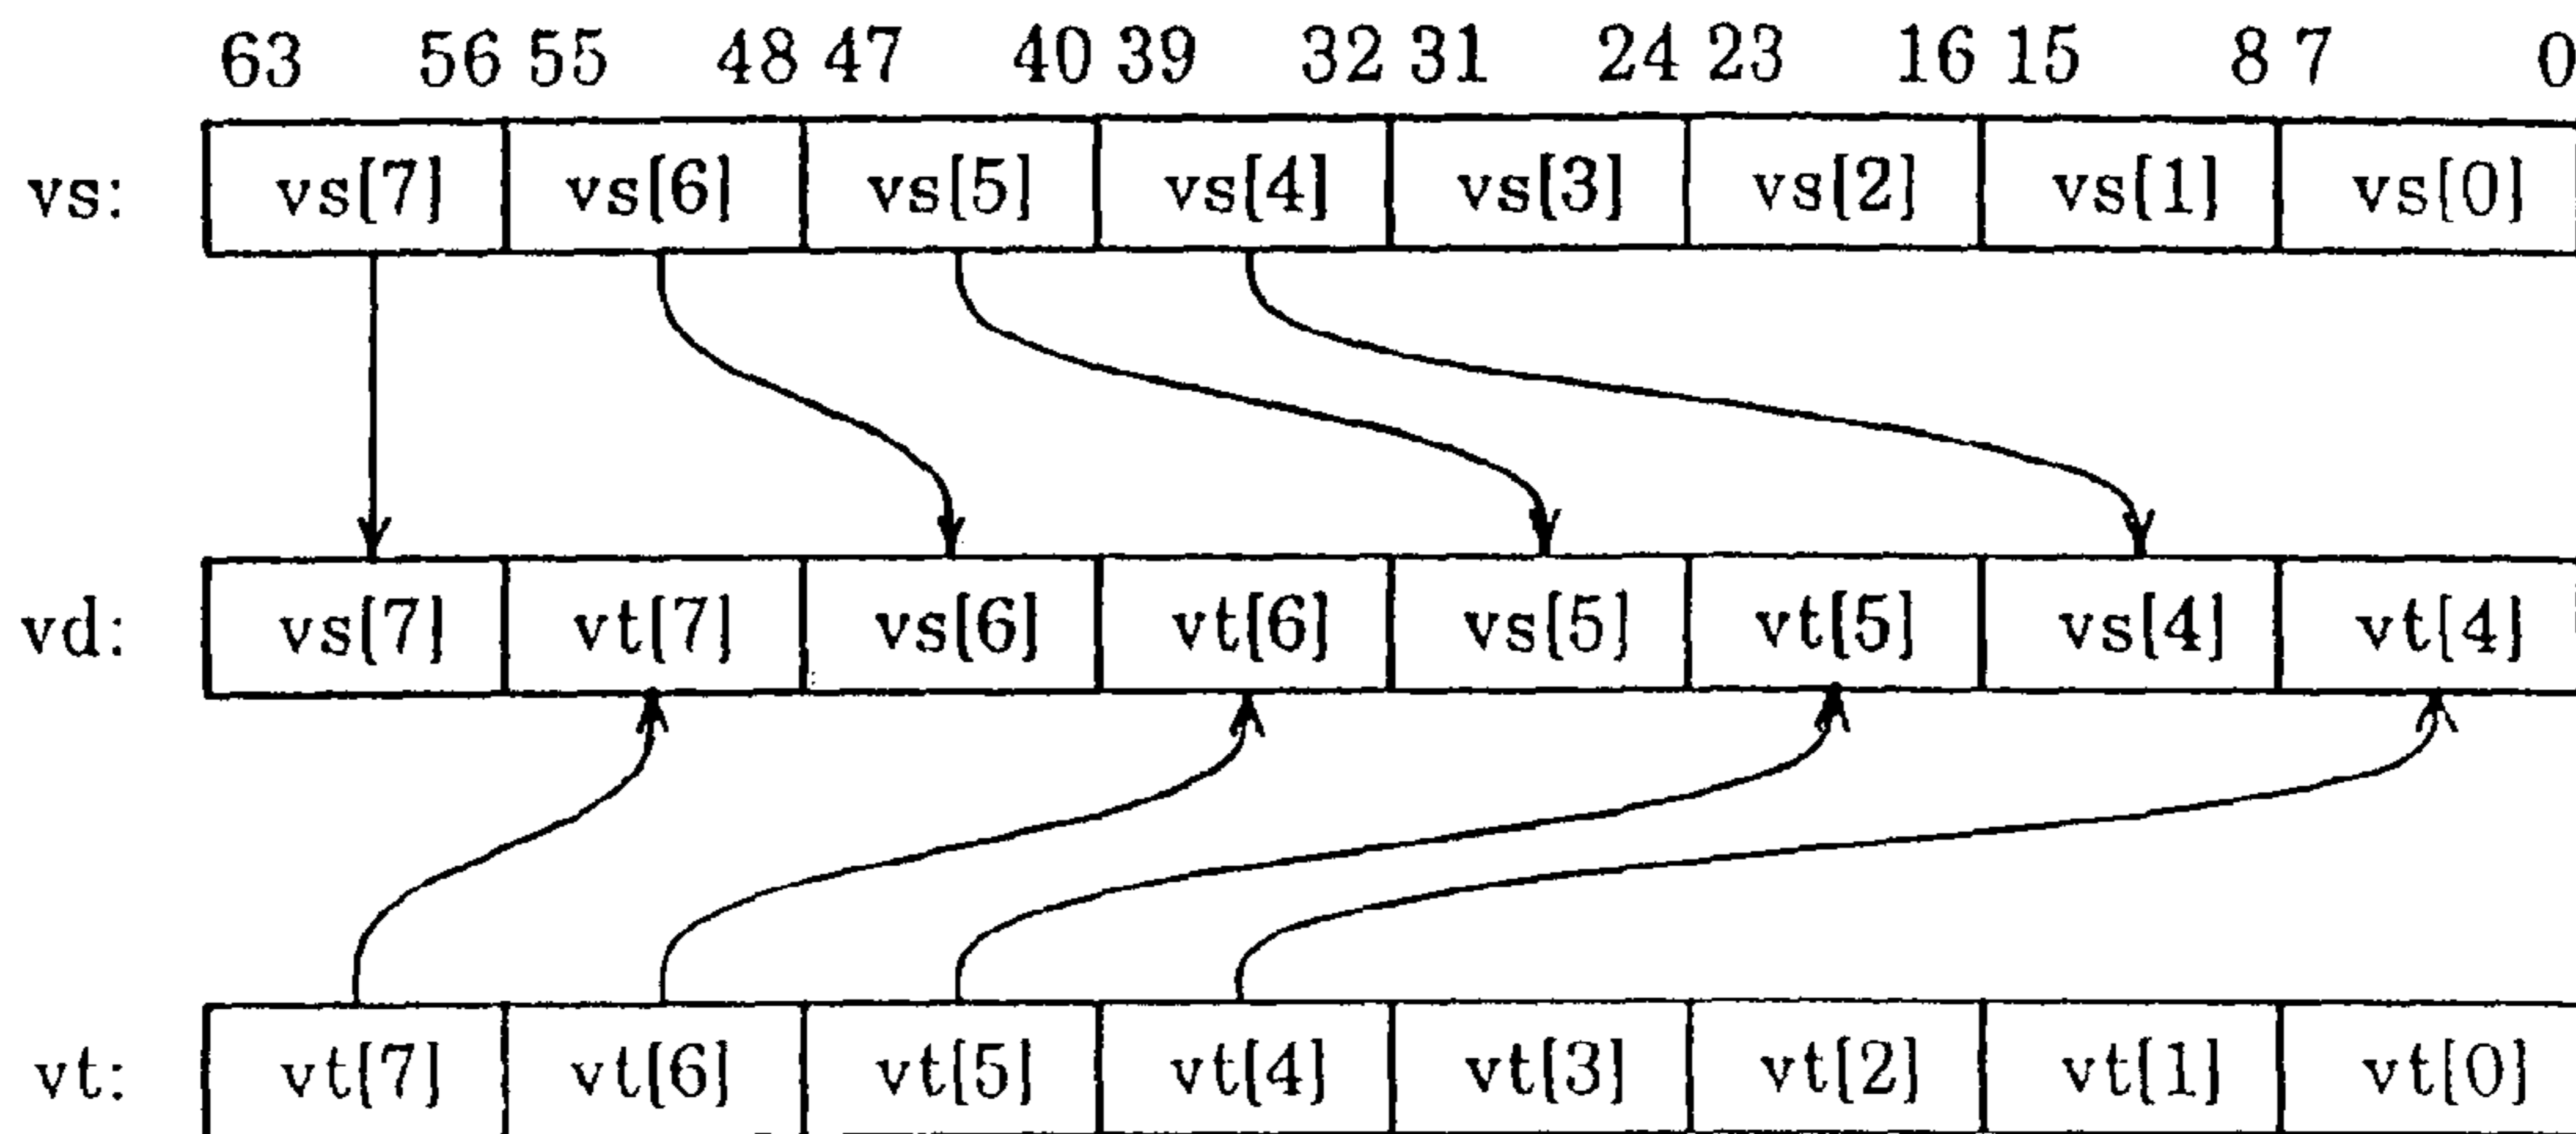 63 56 55 48 47 40 39 32 31 24 23 16 15 8 7 0
vs: vs[7] vs[6] vs[5] vs[4] vs[3] vs[2] vs[1] vs[0]
vd: vs[7] vt[7] vs[6] vt[6] vs[5] vt[5] vs[4] vt[4]
vt: vt[7] vt[6] vt[5] vt[4] vt[3] vt[2] vt[1] vt[0]